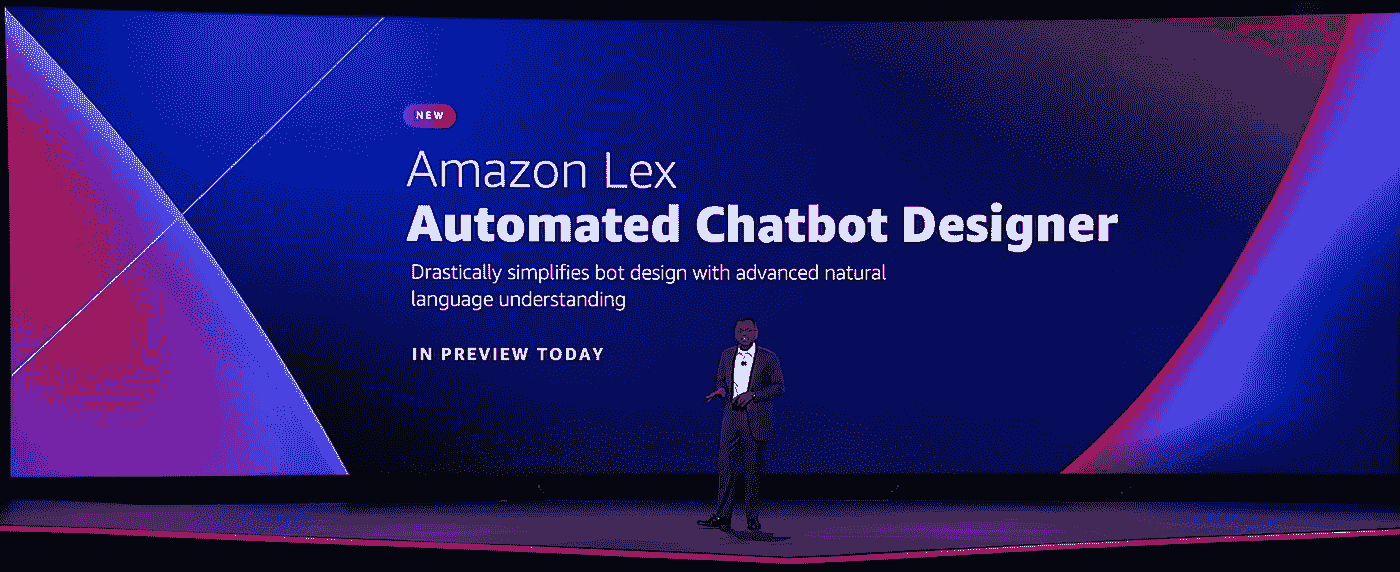 NEW
Amazon Lex
Automated Chatbot Designer
Drastically simplifies bot design with advanced natural
language understanding
IN PREVIEW TODAY